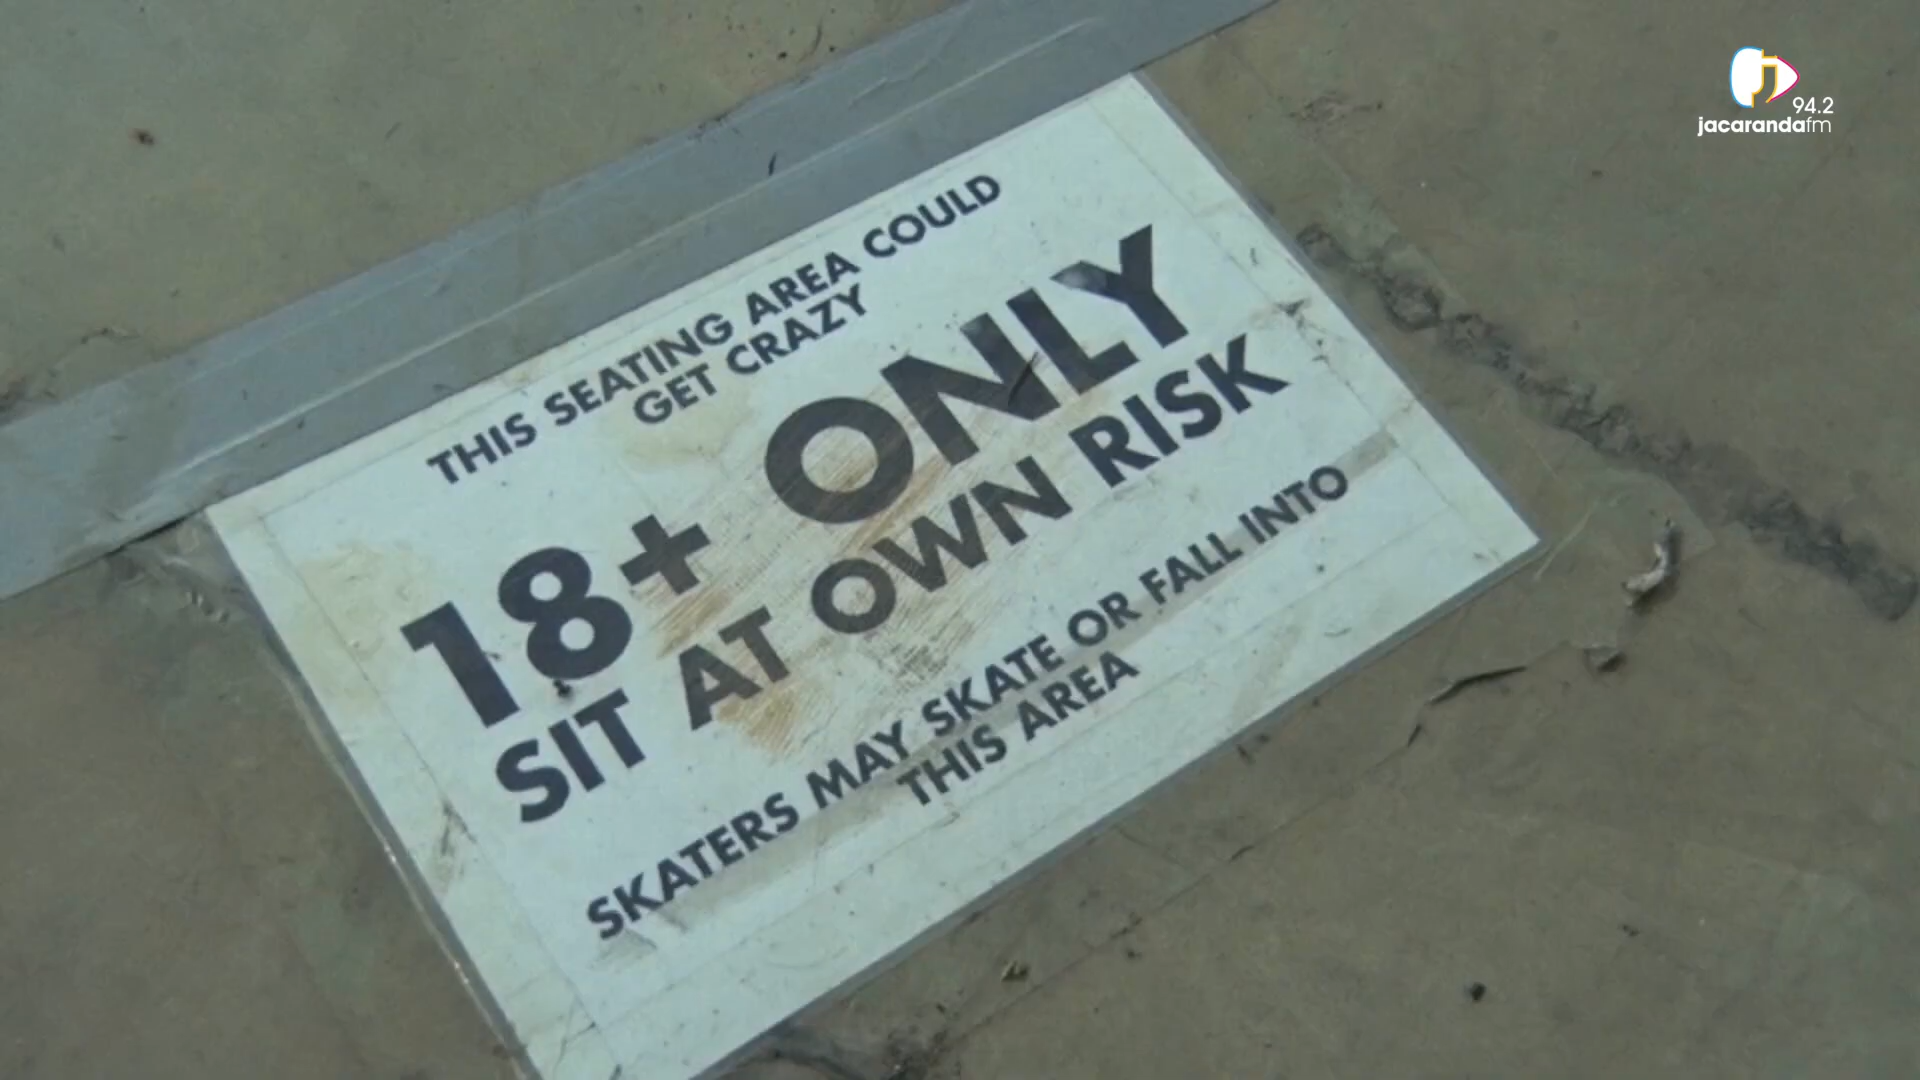 THIS SEATING AREA COULD
GET CRAZY
18+ ONLY
SIT AT OWN RISK
SKATERS MAY SKATE OR FALL INTO
THIS AREA
94.2
jacarandafm